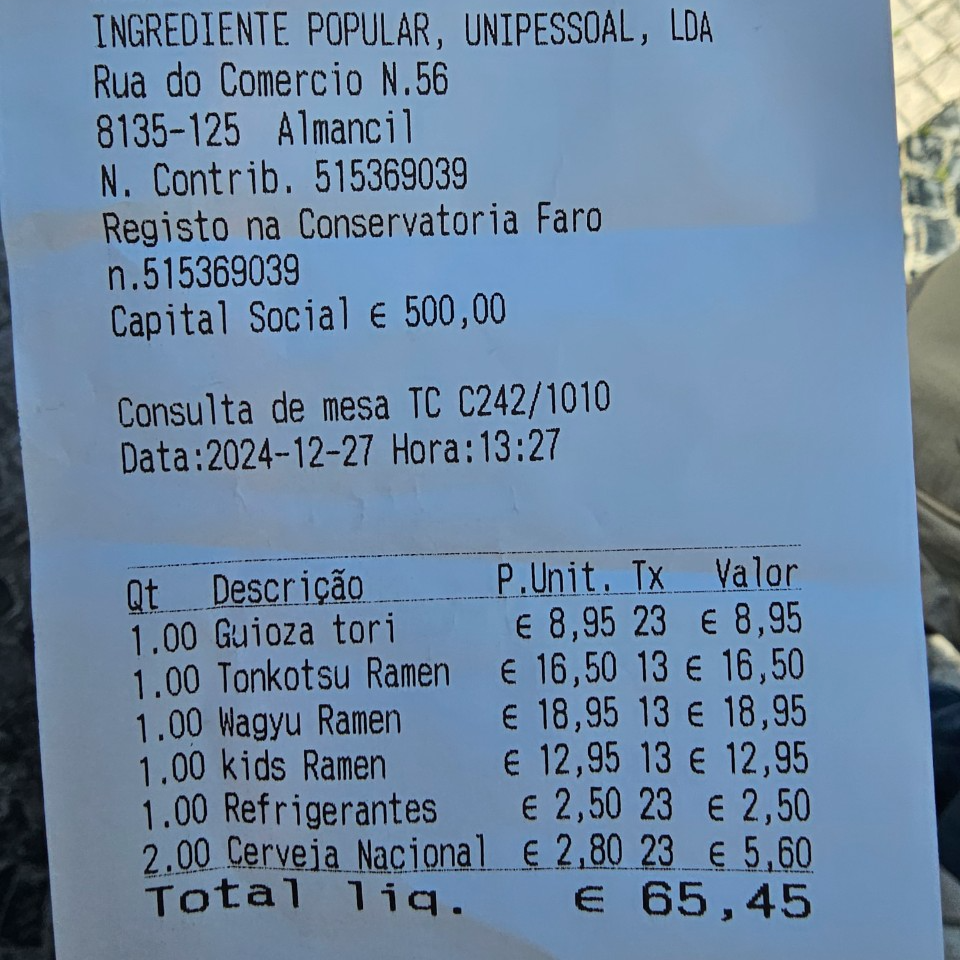 INGREDIENTE POPULAR, UNIPESSOAL, LDA
Rua do Comercio N.56
8135-125 Almancil
N. Contrib. 515369039
Registo na Conservatoria Faro
n.515369039
Capital Social € 500,00
Consulta de mesa TC C242/1010
Data:2024-12-27 Hora:13:27
Qt Descrição P.Unit. Tx Valor
1.00 Guioza tori € 8,95 23 € 8,95
1.00 Tonkotsu Ramen € 16,50 13 € 16,50
1.00 Wagyu Ramen € 18,95 13 € 18,95
1.00 kids Ramen € 12,95 13 € 12,95
1.00 Refrigerantes € 2,50 23 € 2,50
2.00 Cerveja Nacional € 2,80 23 € 5,60
Total liq. € 65,45